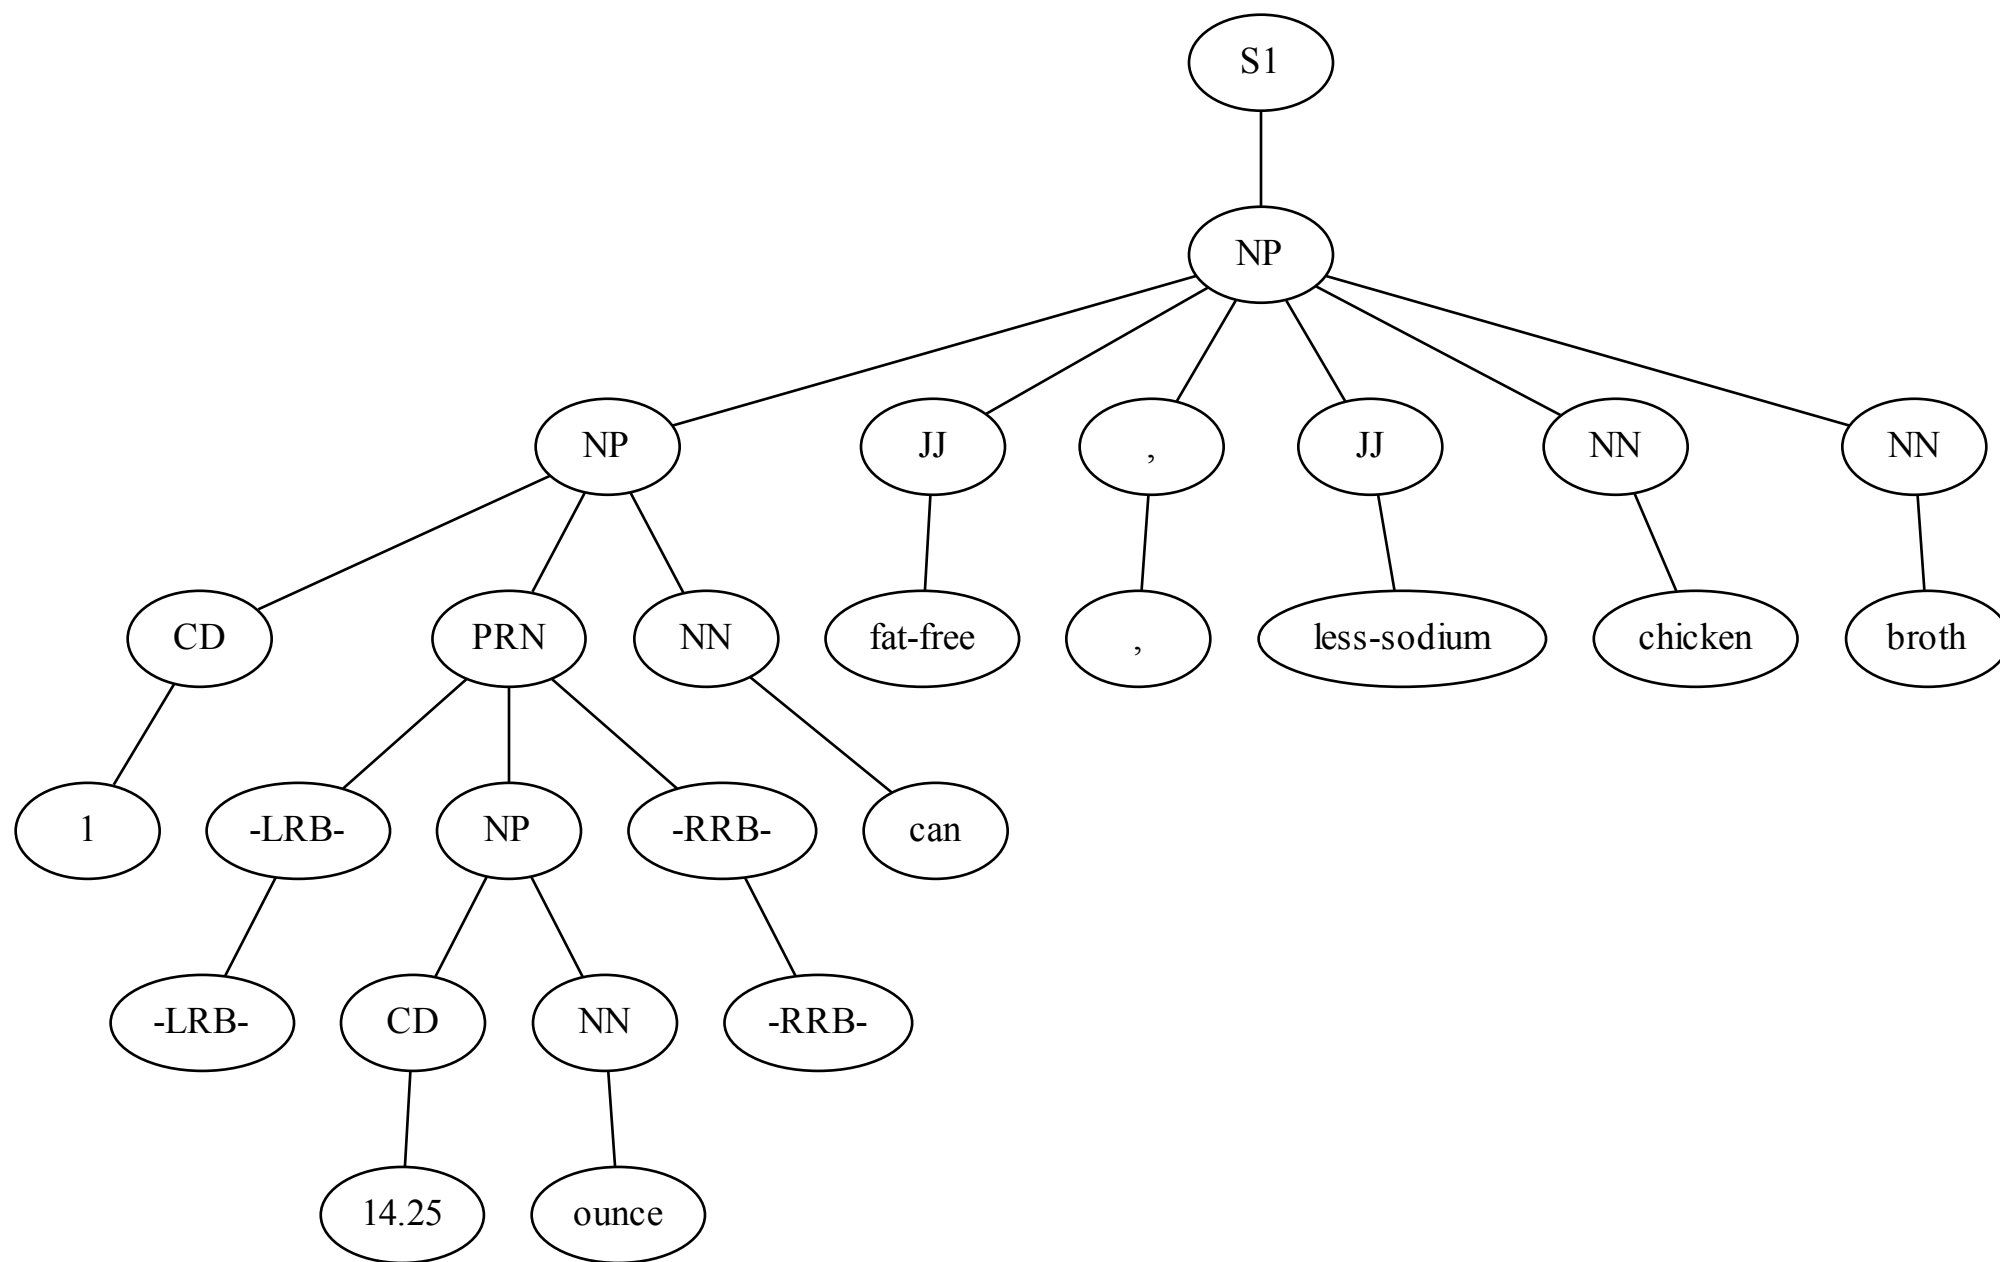 S1
NP
NP JJ , JJ NN NN
CD PRN NN fat-free , less-sodium chicken broth
1 -LRB- NP -RRB- can
-LRB- CD NN -RRB-
14.25 ounce